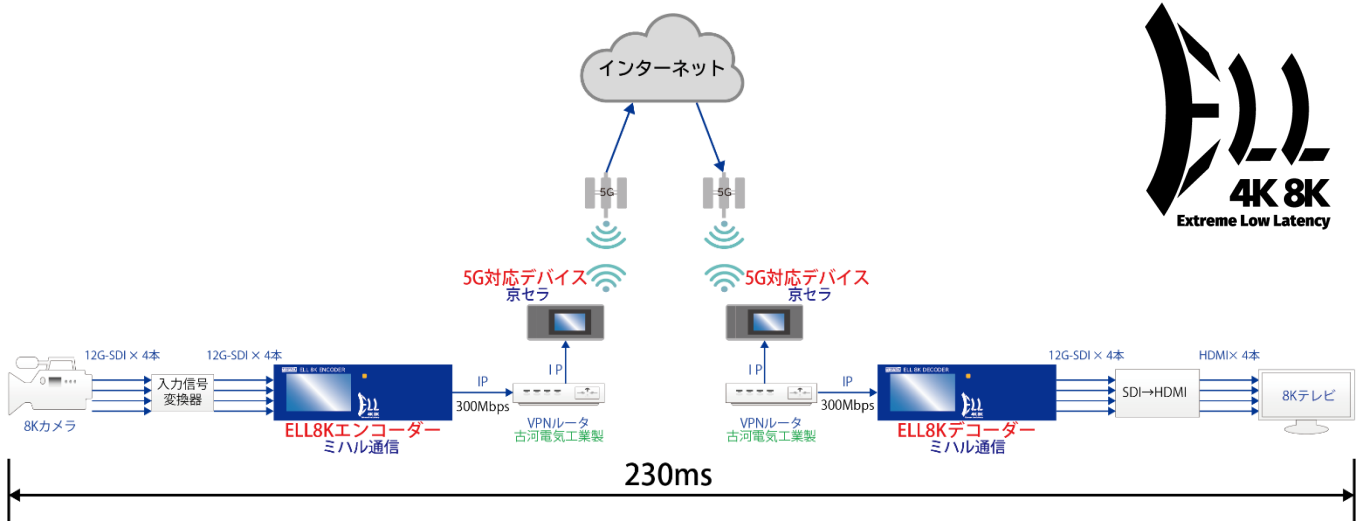 インターネット
ELL
4K 8K
Extreme Low Latency
5G
5G
5G対応デバイス
京セラ
5G対応デバイス
京セラ
12G-SDI × 4本
12G-SDI × 4本
入力信号
変換器
8Kカメラ
ELL 8K ENCODER
ELL
4K 8K
ELL8Kエンコーダー
ミハル通信
IP
300Mbps
IP
VPNルータ
古河電気工業製
IP
VPNルータ
古河電気工業製
IP
300Mbps
ELL 8K DECODER
ELL
4K 8K
ELL8Kデコーダー
ミハル通信
12G-SDI × 4本
SDI→HDMI
HDMI× 4本
8Kテレビ
230ms